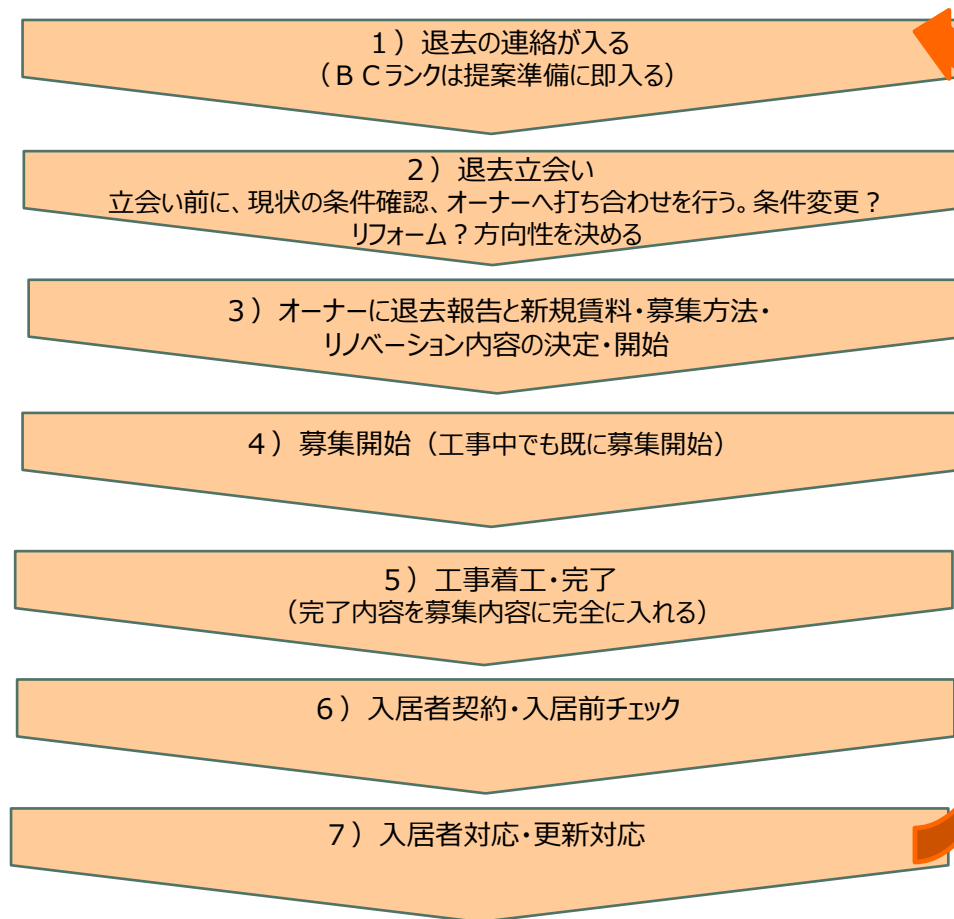 １）退去の連絡が入る
（ＢＣランクは提案準備に即入る）
２）退去立会い
立会い前に、現状の条件確認、オーナーへ打ち合わせを行う。条件変更？
リフォーム？方向性を決める
３）オーナーに退去報告と新規賃料・募集方法・
リノベーション内容の決定・開始
４）募集開始（工事中でも既に募集開始）
５）工事着工・完了
（完了内容を募集内容に完全に入れる）
６）入居者契約・入居前チェック
７）入居者対応・更新対応